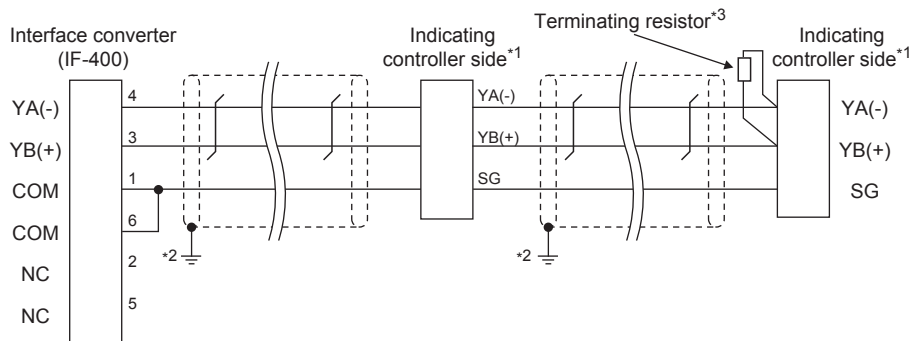 Terminating resistor*3
Interface converter
(IF-400)
Indicating
controller side*1
Indicating
controller side*1
YA(-)
4
YA(-)
YA(-)
YB(+)
3
YB(+)
YB(+)
COM
1
SG
SG
COM
6
*2
*2
NC
2
NC
5